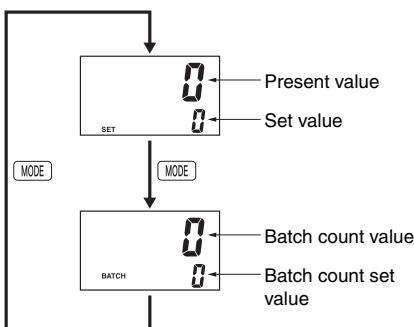 0
Present value
SET
0
Set value
MODE
MODE
0
Batch count value
BATCH
0
Batch count set
value